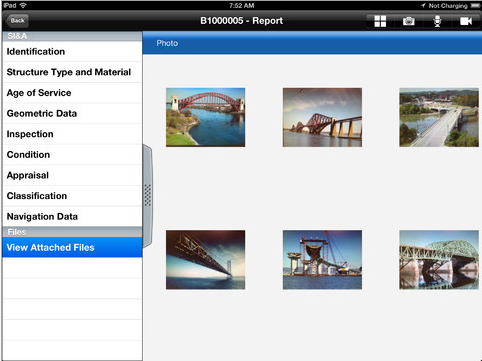 iPad
7:52 AM
Not Charging
Back
B1000005 - Report
SI&A
Photo
Identification
Structure Type and Material
Age of Service
Geometric Data
Inspection
Condition
Appraisal
Classification
Navigation Data
Files
View Attached Files